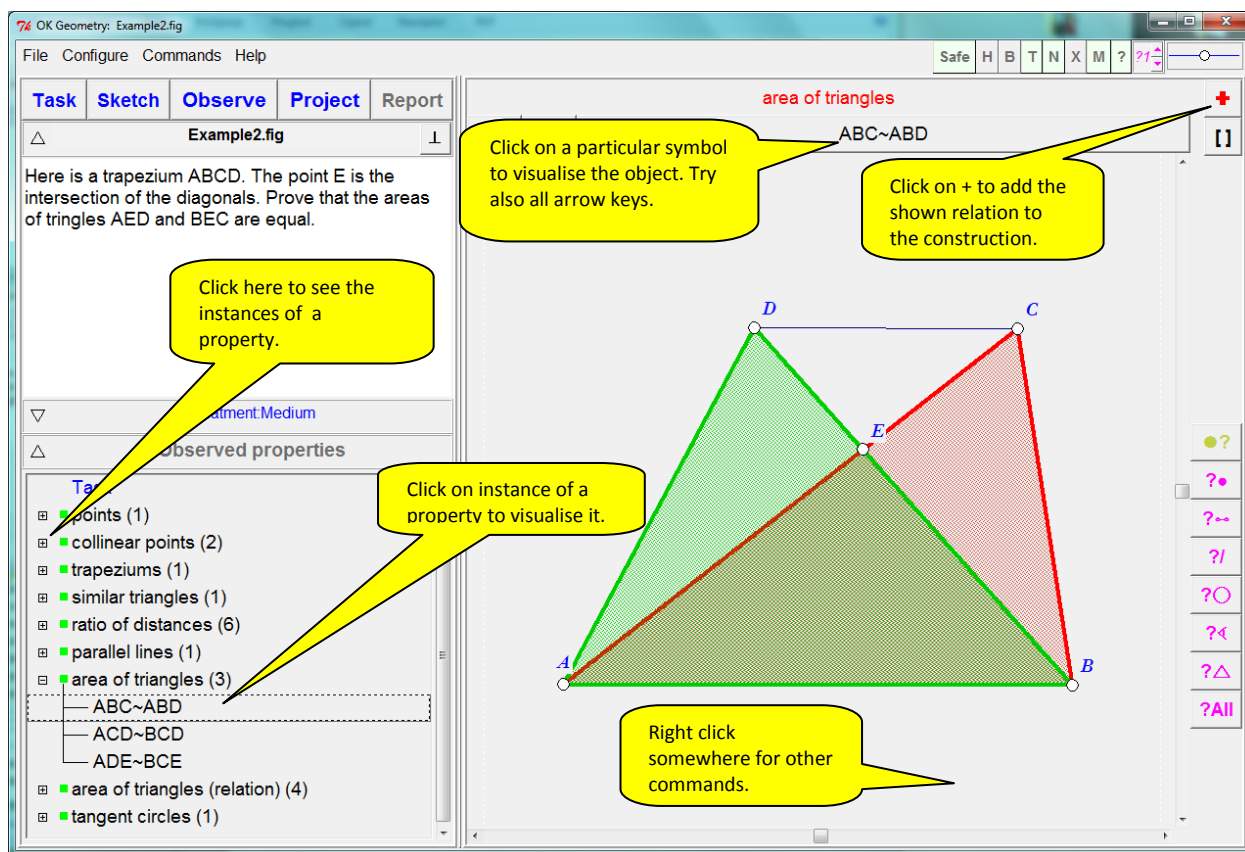 OK Geometry: Example2.fig
File Configure Commands Help
Safe H B T N X M ? ?1
Task Sketch Observe Project Report
Example2.fig
Here is a trapezium ABCD. The point E is the
intersection of the diagonals. Prove that the areas
of tringles AED and BEC are equal.
Click here to see the
instances of a
property.
atment:Medium
bserved properties
Click on instance of a
property to visualise it.
Ta
points (1)
collinear points (2)
trapeziums (1)
similar triangles (1)
ratio of distances (6)
parallel lines (1)
area of triangles (3)
ABC~ABD
ACD~BCD
ADE~BCE
area of triangles (relation) (4)
tangent circles (1)
area of triangles
+
ABC~ABD
[ ]
Click on a particular symbol
to visualise the object. Try
also all arrow keys.
Click on + to add the
shown relation to
the construction.
D
C
E
A
B
Right click
somewhere for other
commands.
?
?
?
?/
?
?
?
?All